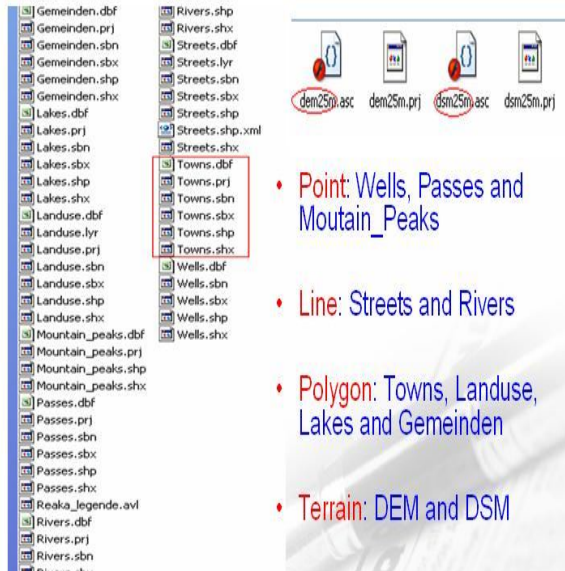 Gemeinden.dbf
Gemeinden.prj
Gemeinden.sbn
Gemeinden.sbx
Gemeinden.shp
Gemeinden.shx
Lakes.dbf
Lakes.prj
Lakes.sbn
Lakes.sbx
Lakes.shp
Lakes.shx
Landuse.dbf
Landuse.lyr
Landuse.prj
Landuse.sbn
Landuse.sbx
Landuse.shp
Landuse.shx
Mountain_peaks.dbf
Mountain_peaks.prj
Mountain_peaks.shp
Mountain_peaks.shx
Passes.dbf
Passes.prj
Passes.sbn
Passes.sbx
Passes.shp
Passes.shx
Reaka_legende.avl
Rivers.dbf
Rivers.prj
Rivers.sbn
Rivers.shp
Rivers.shx
Streets.dbf
Streets.lyr
Streets.sbn
Streets.sbx
Streets.shp
Streets.shp.xml
Streets.shx
Towns.dbf
Towns.prj
Towns.sbn
Towns.sbx
Towns.shp
Towns.shx
Wells.dbf
Wells.sbn
Wells.sbx
Wells.shp
Wells.shx
dem25m.asc dem25m.prj dsm25m.asc dsm25m.prj
• Point: Wells, Passes and
Moutain_Peaks
• Line: Streets and Rivers
• Polygon: Towns, Landuse,
Lakes and Gemeinden
• Terrain: DEM and DSM